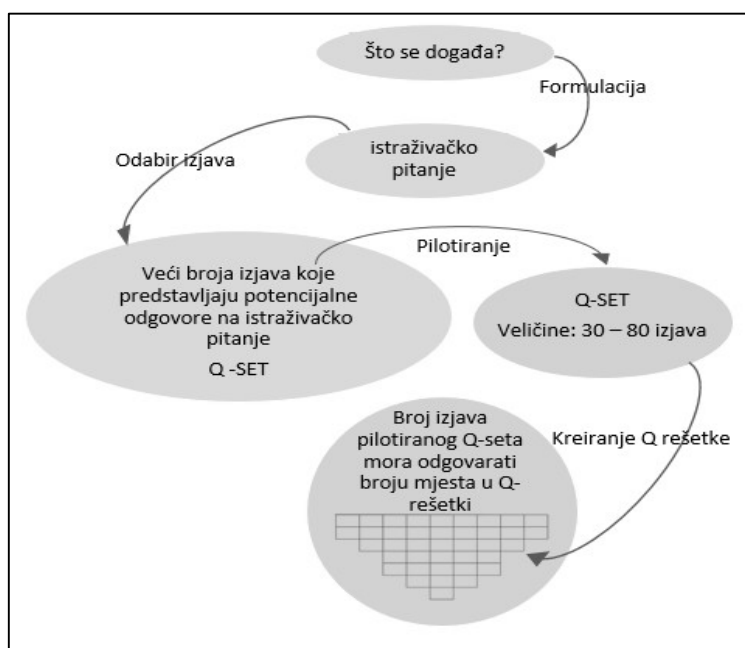 Što se događa?
Formulacija
istraživačko
pitanje
Odabir izjava
Veći broja izjava koje
predstavljaju potencijalne
odgovore na istraživačko
pitanje
Q -SET
Pilotiranje
Q-SET
Veličine: 30 – 80 izjava
Kreiranje Q rešetke
Broj izjava
pilotiranog Q-seta
mora odgovarati
broju mjesta u Q-
rešetki